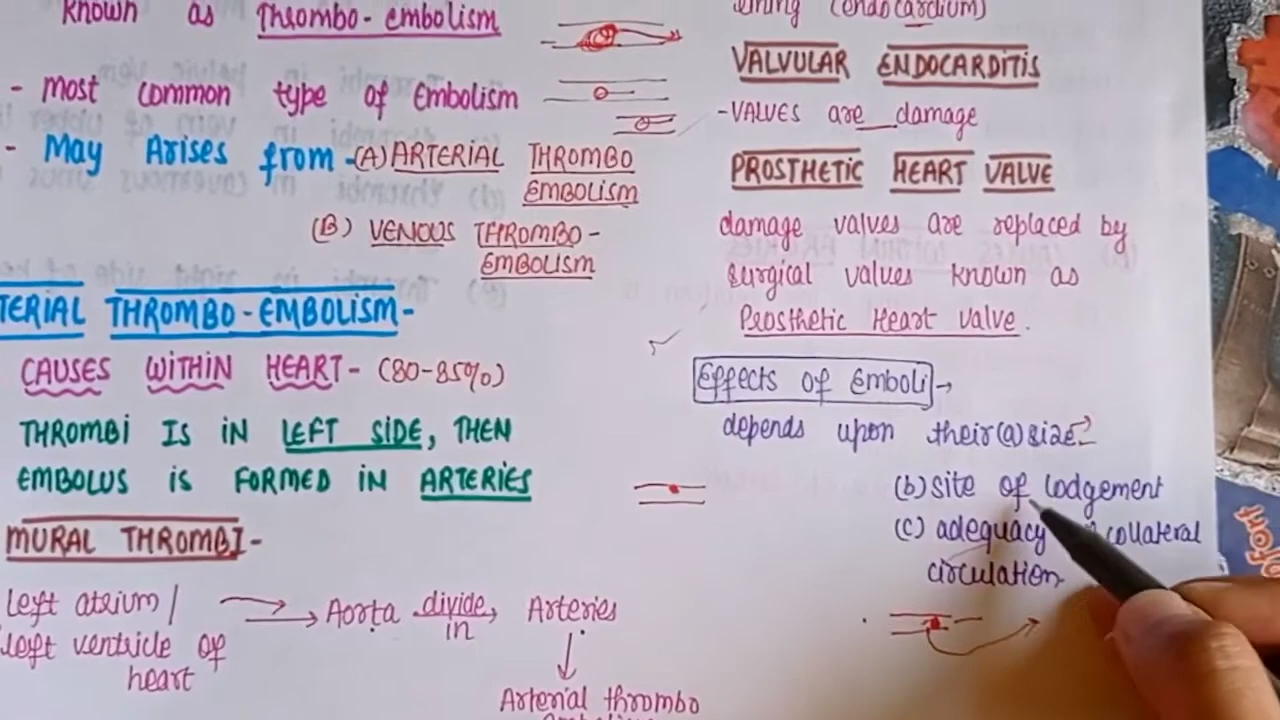 known as Thrombo-embolism
- Most common type of Embolism
- May Arises from -(A) ARTERIAL THROMBO
EMBOLISM
(B) VENOUS THROMBO-
EMBOLISM
TERIAL THROMBO-EMBOLISM-
CAUSES WITHIN HEART- (80-85%)
THROMBI IS IN LEFT SIDE, THEN
EMBOLUS is FORMED IN ARTERIES
MURAL THROMBI-
left atrium/
left ventricle of
heart
Aorta divide in Arteries
Arterial thrombo
(endocardium)
VALVULAR ENDOCARDITIS
-VALVES are damage
PROSTHETIC HEART VALVE
damage valves are replaced by
surgical valves known as
Prosthetic Heart valve.
Effects of Emboli
depends upon their (a) size
(b) site of lodgement
(c) adequacy collateral
circulation